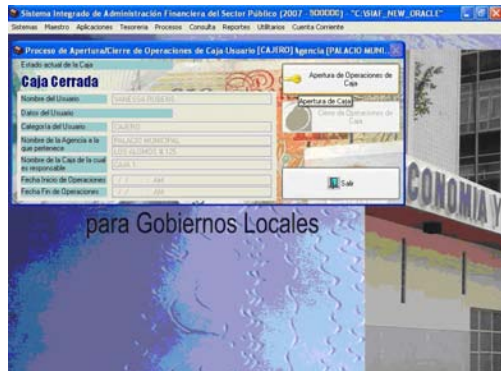 Sistema Integrado de Administración Financiera del Sector Público (2007 - 500000) - "C:\SIAF_NEW_ORACLE"
Sistemas Maestro Aplicaciones Tesoreria Procesos Consulta Reportes Utilitarios Cuenta Corriente
Proceso de Apertura/Cierre de Operaciones de Caja Usuario [CAJERO] Agencia [PALACIO MUNI...
Estado actual de la Caja
Caja Cerrada
Apertura de Operaciones de
Caja
Nombre del Usuario
Apertura de Caja
Datos del Usuario
Cierre de Operaciones de
Caja
Categoría del Usuario CAJERO
Nombre de la Agencia a la
que pertenece
PALACIO MUNICIPAL
Nombre de la Caja de la cual
es responsable
CAJA 1
Fecha Inicio de Operaciones / / : AM
Fecha Fin de Operaciones / / : AM
Salir
CONOMIA Y
para Gobiernos Locales